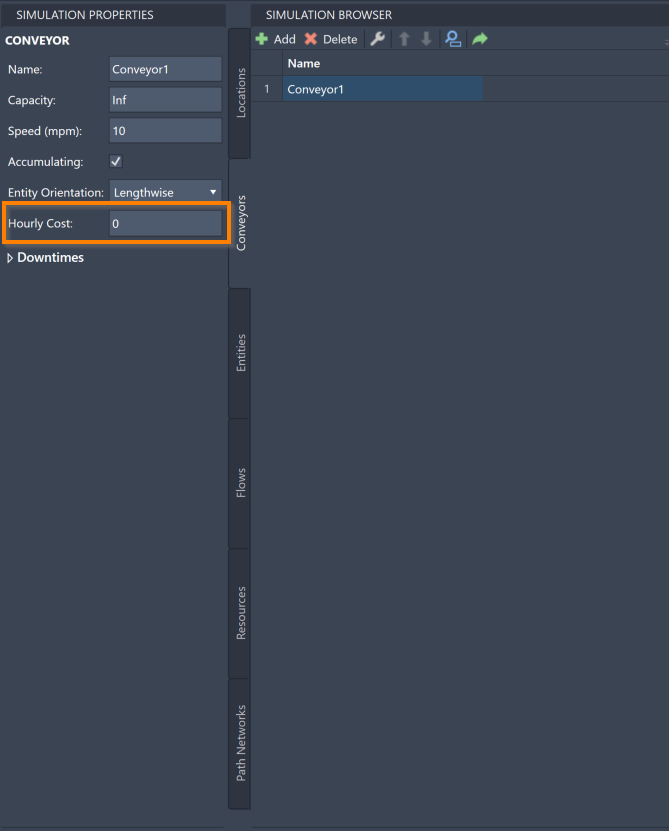 SIMULATION PROPERTIES
CONVEYOR
Name: Conveyor1
Capacity: Inf
Speed (mpm): 10
Accumulating:
Entity Orientation: Lengthwise
Hourly Cost: 0
Downtimes
Locations
Conveyors
Entities
Flows
Resources
Path Networks
SIMULATION BROWSER
Add Delete
Name
1 Conveyor1